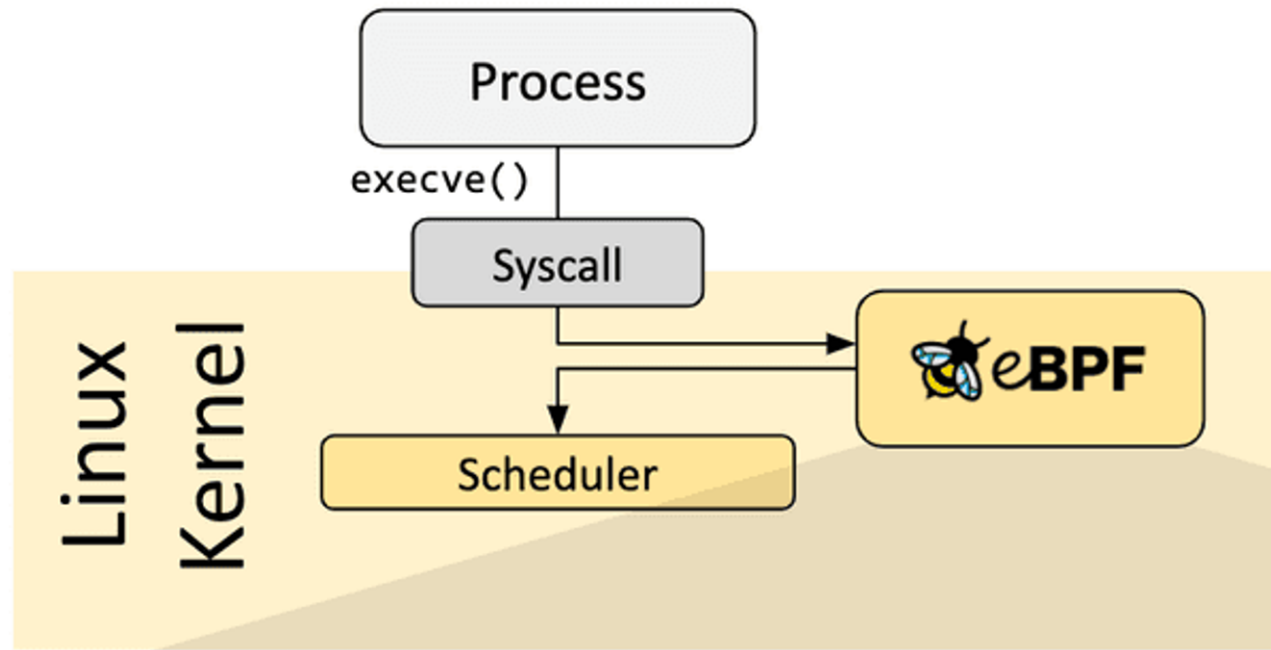 Process
execve()
Syscall
eBPF
Scheduler
Linux
Kernel